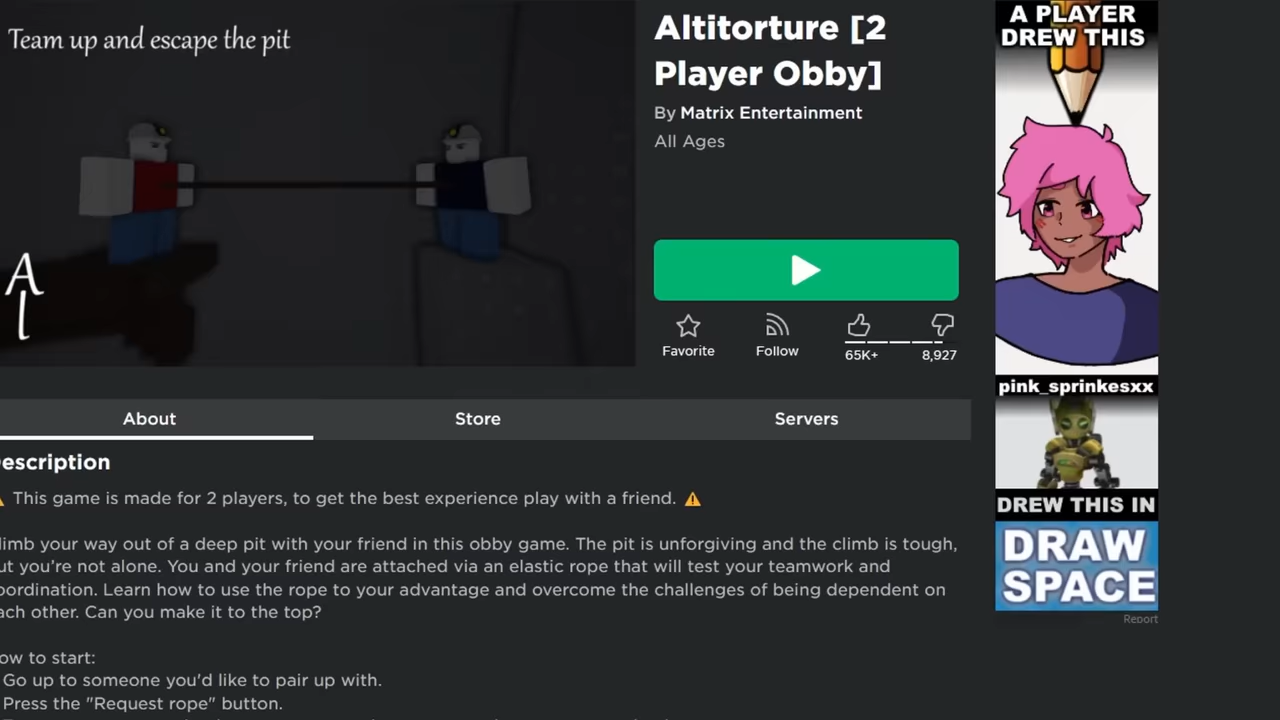 Team up and escape the pit
A
l
Altitorture [2
Player Obby]
By Matrix Entertainment
All Ages
Favorite
Follow
65K+
8,927
About
Store
Servers
escription
This game is made for 2 players, to get the best experience play with a friend.
limb your way out of a deep pit with your friend in this obby game. The pit is unforgiving and the climb is tough,
ut you're not alone. You and your friend are attached via an elastic rope that will test your teamwork and
oordination. Learn how to use the rope to your advantage and overcome the challenges of being dependent on
ach other. Can you make it to the top?
ow to start:
Go up to someone you'd like to pair up with.
Press the "Request rope" button.
A PLAYER
DREW THIS
pink_sprinkesxx
DREW THIS IN
DRAW
SPACE
Report